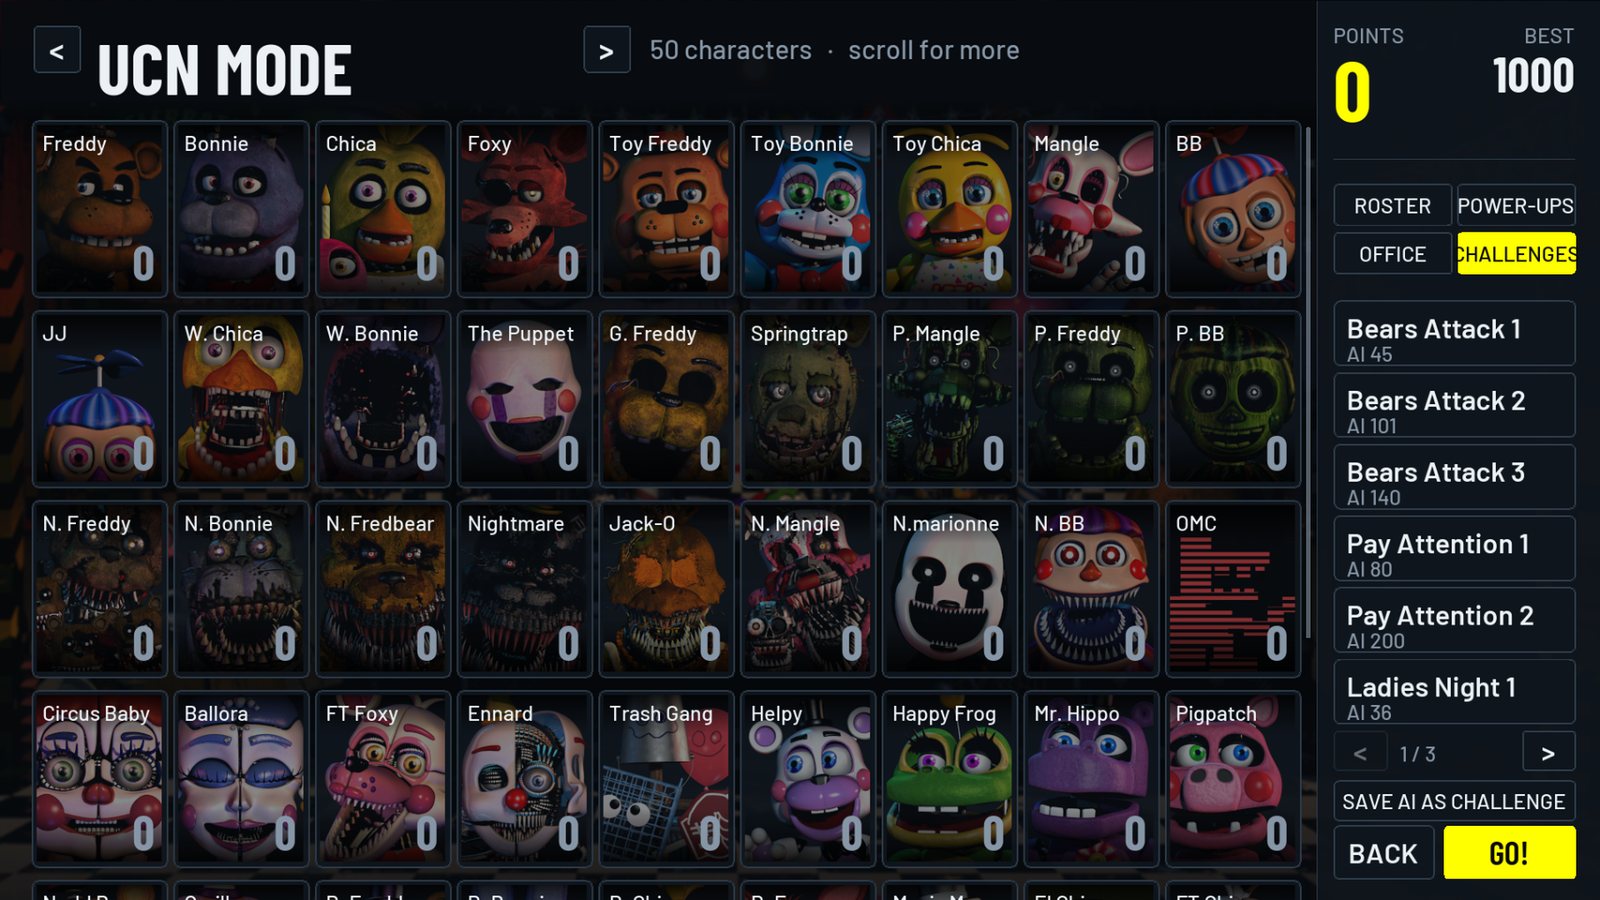 <
UCN MODE
>
50 characters · scroll for more
POINTS
BEST
0
1000
Freddy
Bonnie
Chica
Foxy
Toy Freddy
Toy Bonnie
Toy Chica
Mangle
BB
0
0
0
0
0
0
0
0
0
JJ
W. Chica
W. Bonnie
The Puppet
G. Freddy
Springtrap
P. Mangle
P. Freddy
P. BB
0
0
0
0
0
0
0
0
0
N. Freddy
N. Bonnie
N. Fredbear
Nightmare
Jack-O
N. Mangle
N.marionne
N. BB
OMC
0
0
0
0
0
0
0
0
0
Circus Baby
Ballora
FT Foxy
Ennard
Trash Gang
Helpy
Happy Frog
Mr. Hippo
Pigpatch
0
0
0
0
0
0
0
0
0
ROSTER
POWER-UPS
OFFICE
CHALLENGES
Bears Attack 1
AI 45
Bears Attack 2
AI 101
Bears Attack 3
AI 140
Pay Attention 1
AI 80
Pay Attention 2
AI 200
Ladies Night 1
AI 36
<
1 / 3
>
SAVE AI AS CHALLENGE
BACK
GO!